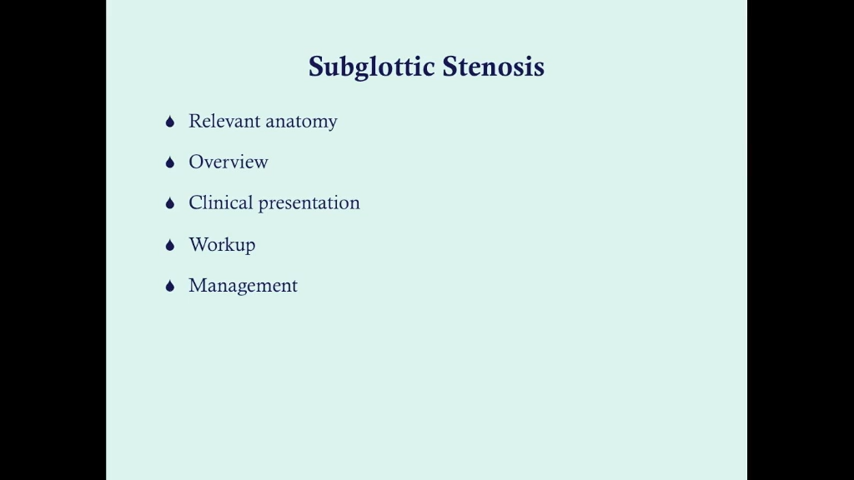 Subglottic Stenosis
Relevant anatomy
Overview
Clinical presentation
Workup
Management